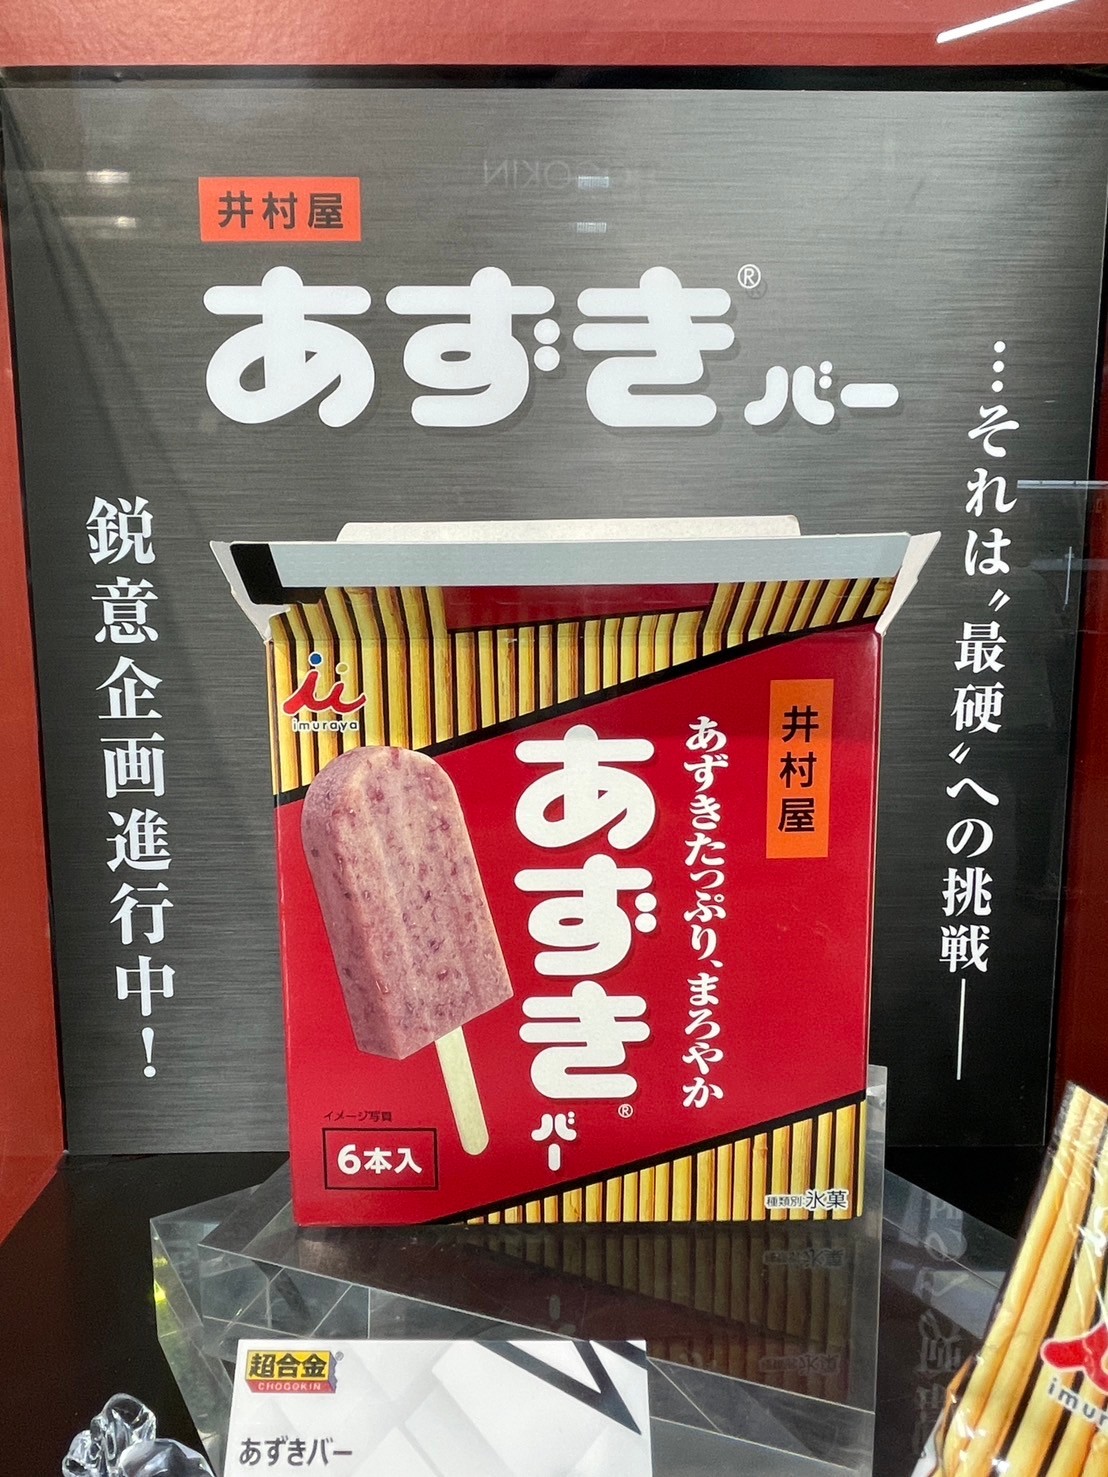 井村屋
あずきバー®
…それは〝最硬〟への挑戦―
鋭意企画進行中！
imuraya
井村屋
あずきたっぷり、まろやか
あずきバー®
イメージ写真
6本入
種類別:氷菓
超合金®
CHOGOKIN
あずきバー